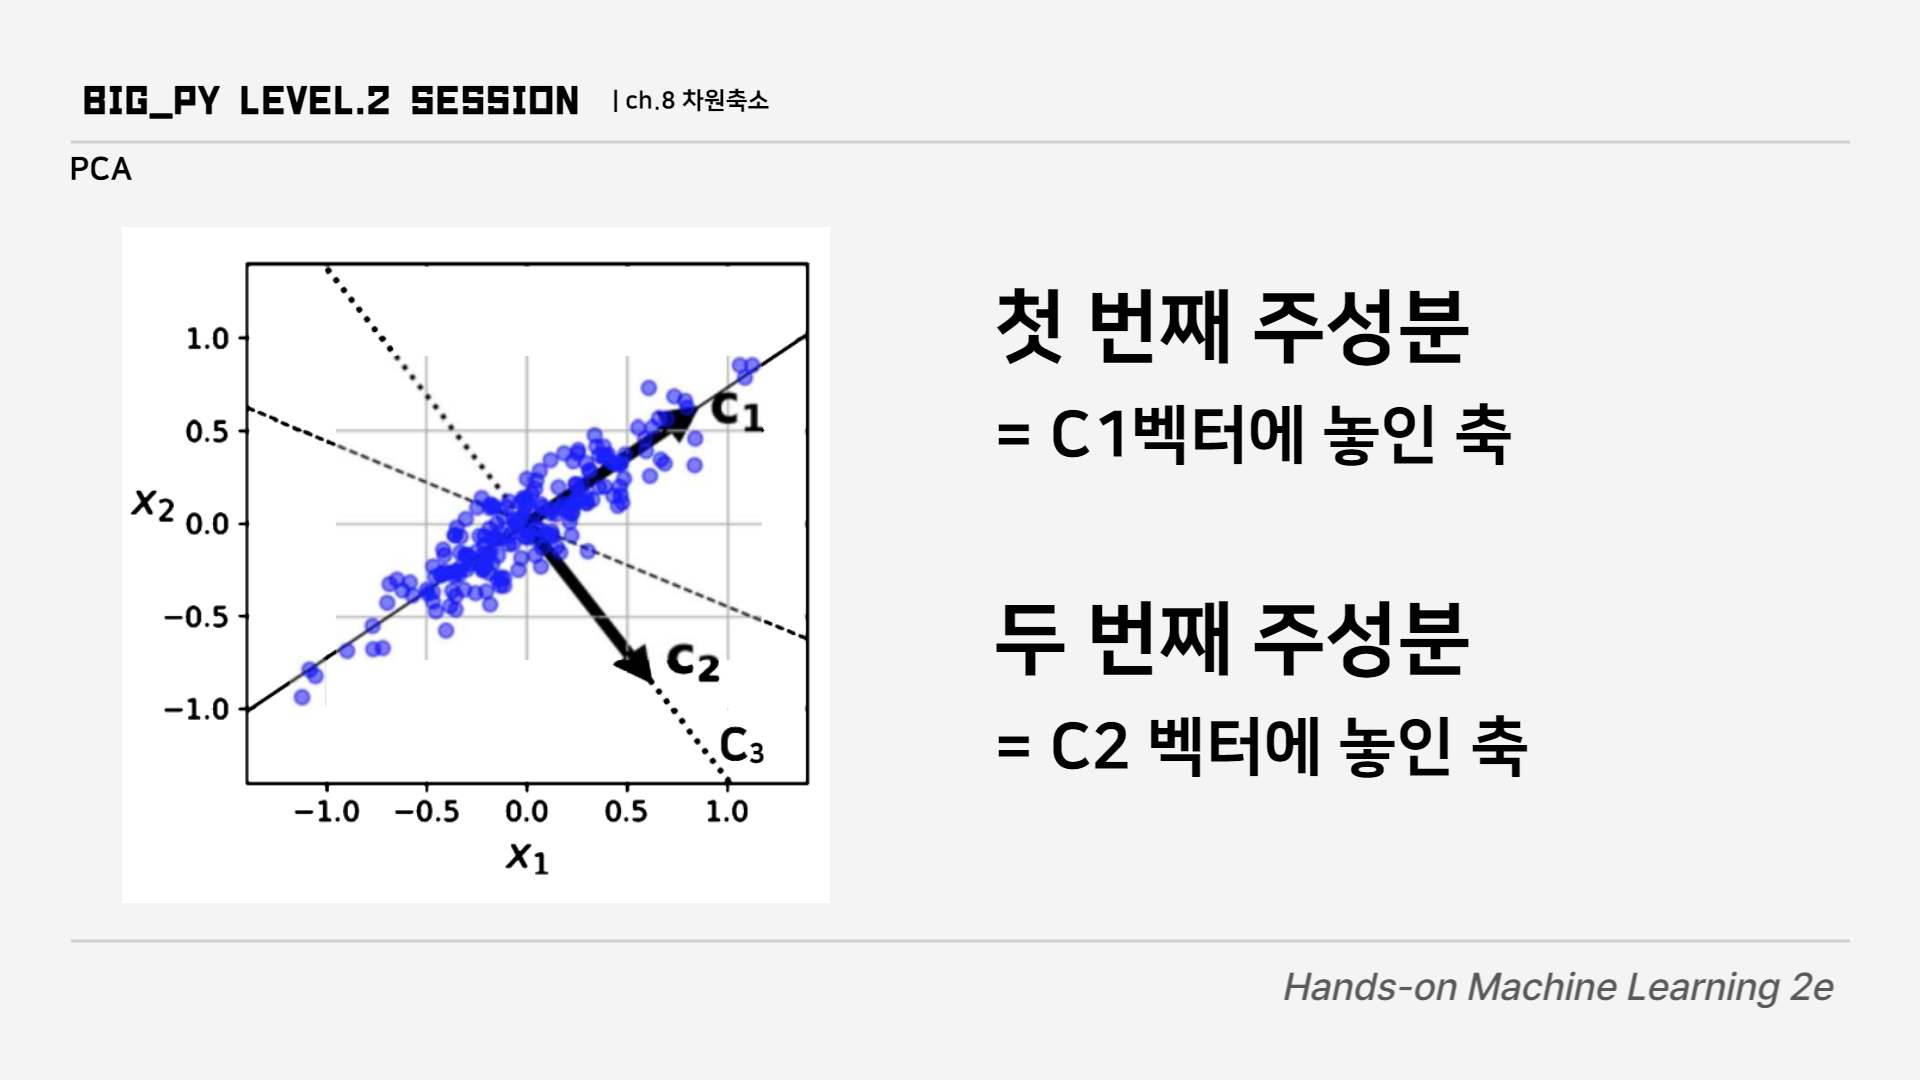 BIG_PY LEVEL.2 SESSION | ch.8 차원축소
PCA
1.0
0.5
0.0
−0.5
−1.0
x2
c1
c2
C3
−1.0 −0.5 0.0 0.5 1.0
x1
첫 번째 주성분
= C1벡터에 놓인 축
두 번째 주성분
= C2 벡터에 놓인 축
Hands-on Machine Learning 2e